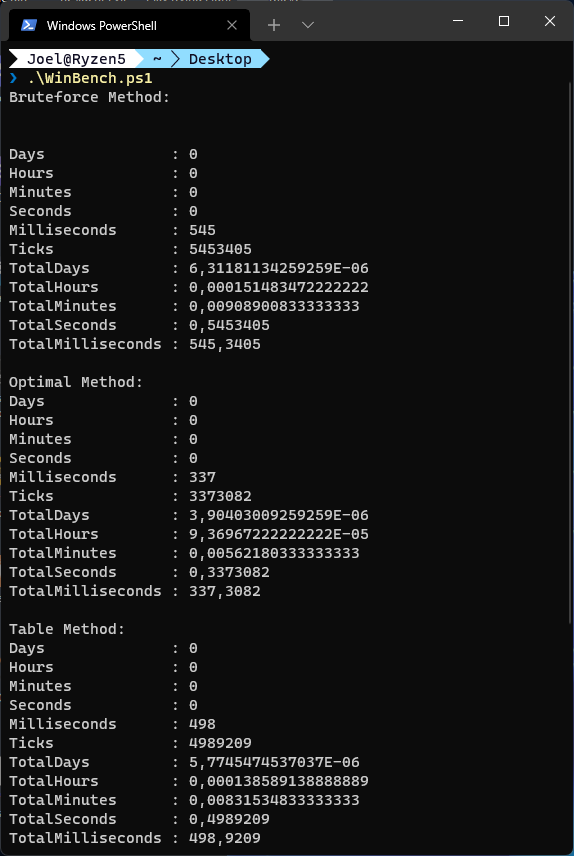 Windows PowerShell
Joel@Ryzen5 ~ Desktop
❯ .\WinBench.ps1
Bruteforce Method:
Days : 0
Hours : 0
Minutes : 0
Seconds : 0
Milliseconds : 545
Ticks : 5453405
TotalDays : 6,31181134259259E-06
TotalHours : 0,000151483472222222
TotalMinutes : 0,00908900833333333
TotalSeconds : 0,5453405
TotalMilliseconds : 545,3405
Optimal Method:
Days : 0
Hours : 0
Minutes : 0
Seconds : 0
Milliseconds : 337
Ticks : 3373082
TotalDays : 3,90403009259259E-06
TotalHours : 9,36967222222222E-05
TotalMinutes : 0,00562180333333333
TotalSeconds : 0,3373082
TotalMilliseconds : 337,3082
Table Method:
Days : 0
Hours : 0
Minutes : 0
Seconds : 0
Milliseconds : 498
Ticks : 4989209
TotalDays : 5,7745474537037E-06
TotalHours : 0,000138589138888889
TotalMinutes : 0,00831534833333333
TotalSeconds : 0,4989209
TotalMilliseconds : 498,9209